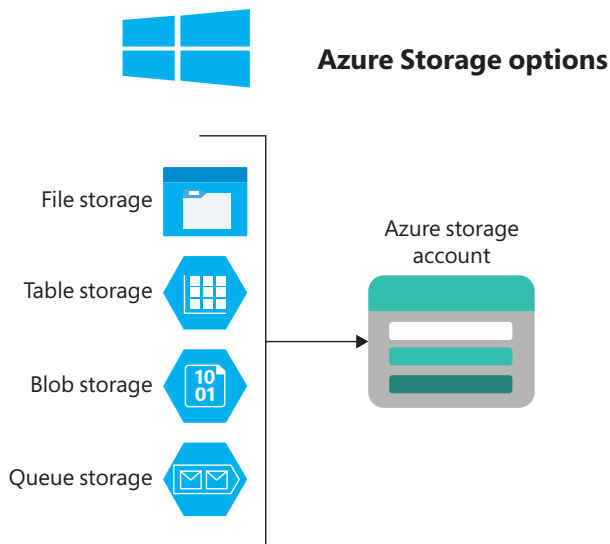 Azure Storage options
File storage
Table storage
Blob storage
10
01
Queue storage
Azure storage
account